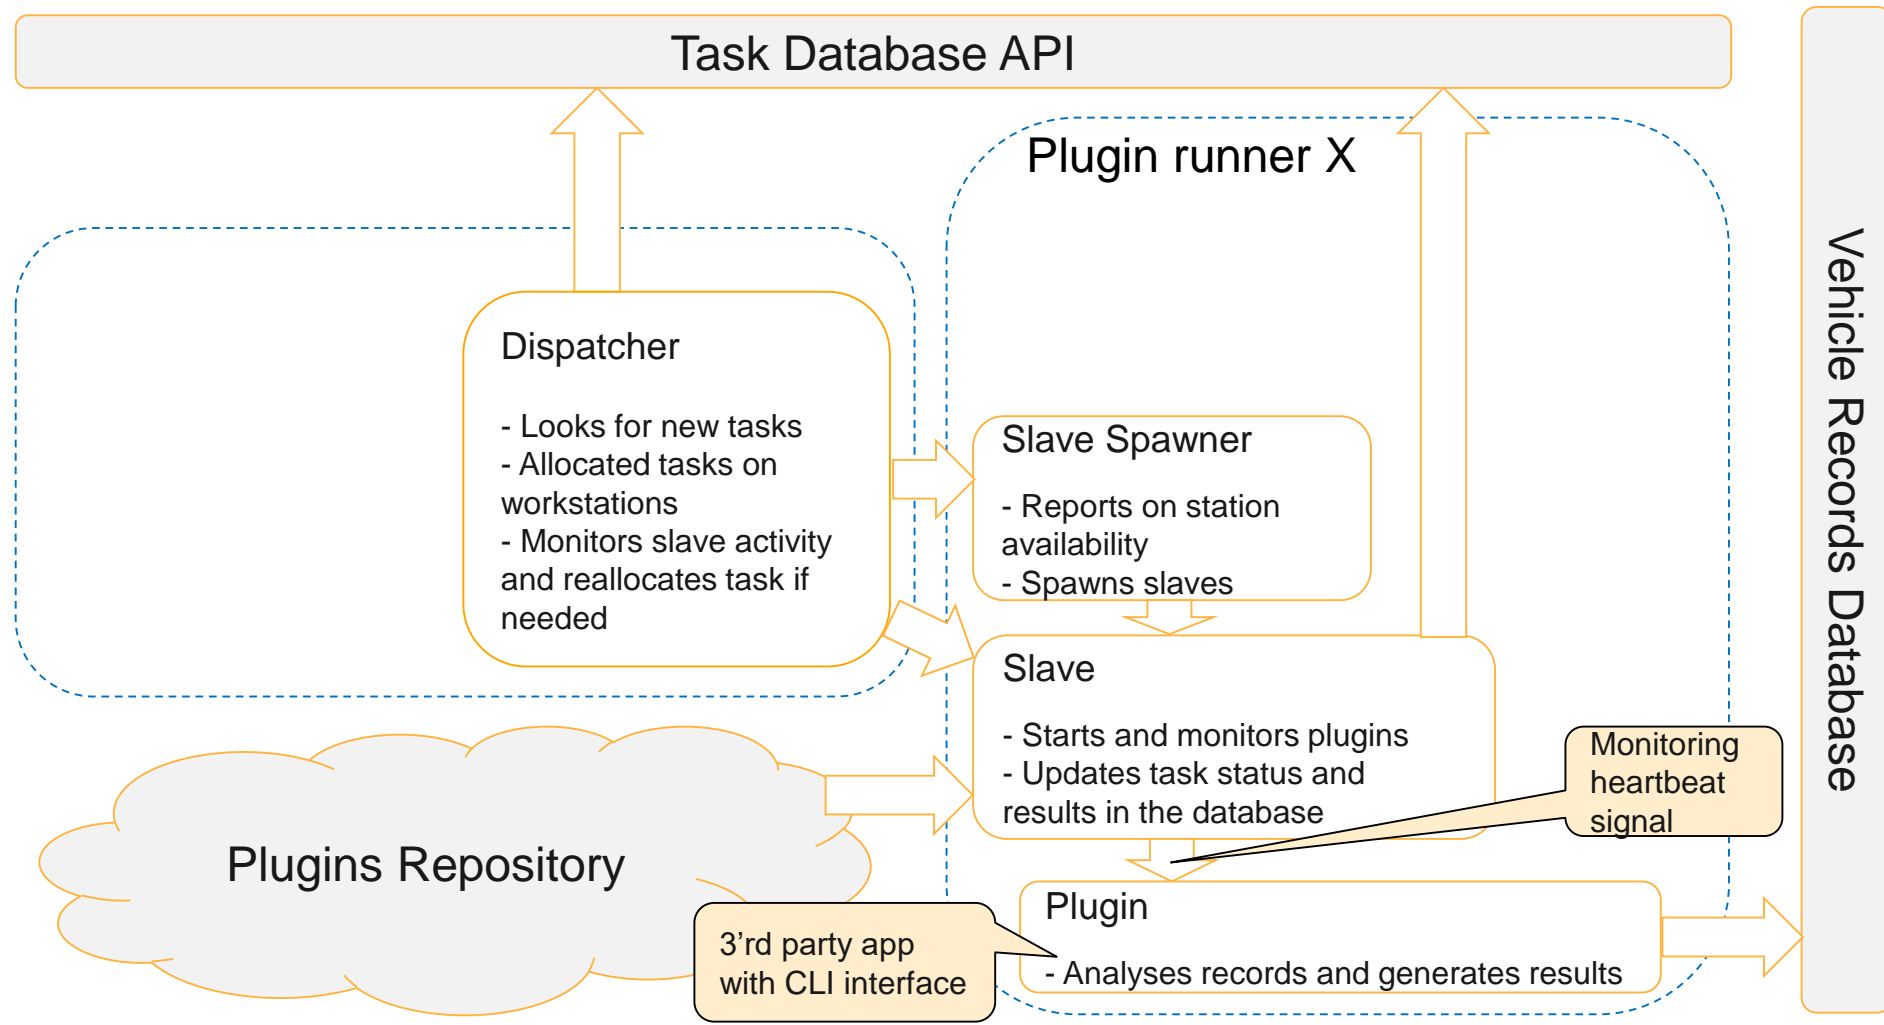 Task Database API
Plugin runner X
Vehicle Records Database
Dispatcher
- Looks for new tasks
- Allocated tasks on
workstations
- Monitors slave activity
and reallocates task if
needed
Slave Spawner
- Reports on station
availability
- Spawns slaves
Slave
- Starts and monitors plugins
- Updates task status and
results in the database
Monitoring
heartbeat
signal
Plugins Repository
Plugin
- Analyses records and generates results
3’rd party app
with CLI interface